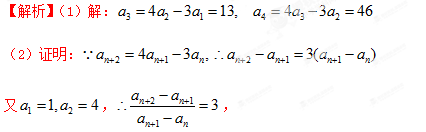 【解析】(1) 解：a₃ = 4a₂ − 3a₁ = 13,  a₄ = 4a₃ − 3a₂ = 46
(2) 证明：∵ aₙ₊₂ = 4aₙ₊₁ − 3aₙ, ∴ aₙ₊₂ − aₙ₊₁ = 3(aₙ₊₁ − aₙ)
又 a₁ = 1, a₂ = 4，∴ (aₙ₊₂ − aₙ₊₁)/(aₙ₊₁ − aₙ) = 3，